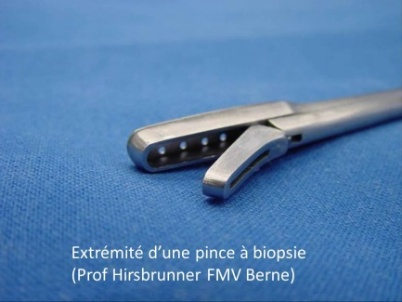 Extrémité d'une pince à biopsie
(Prof Hirsbrunner FMV Berne)